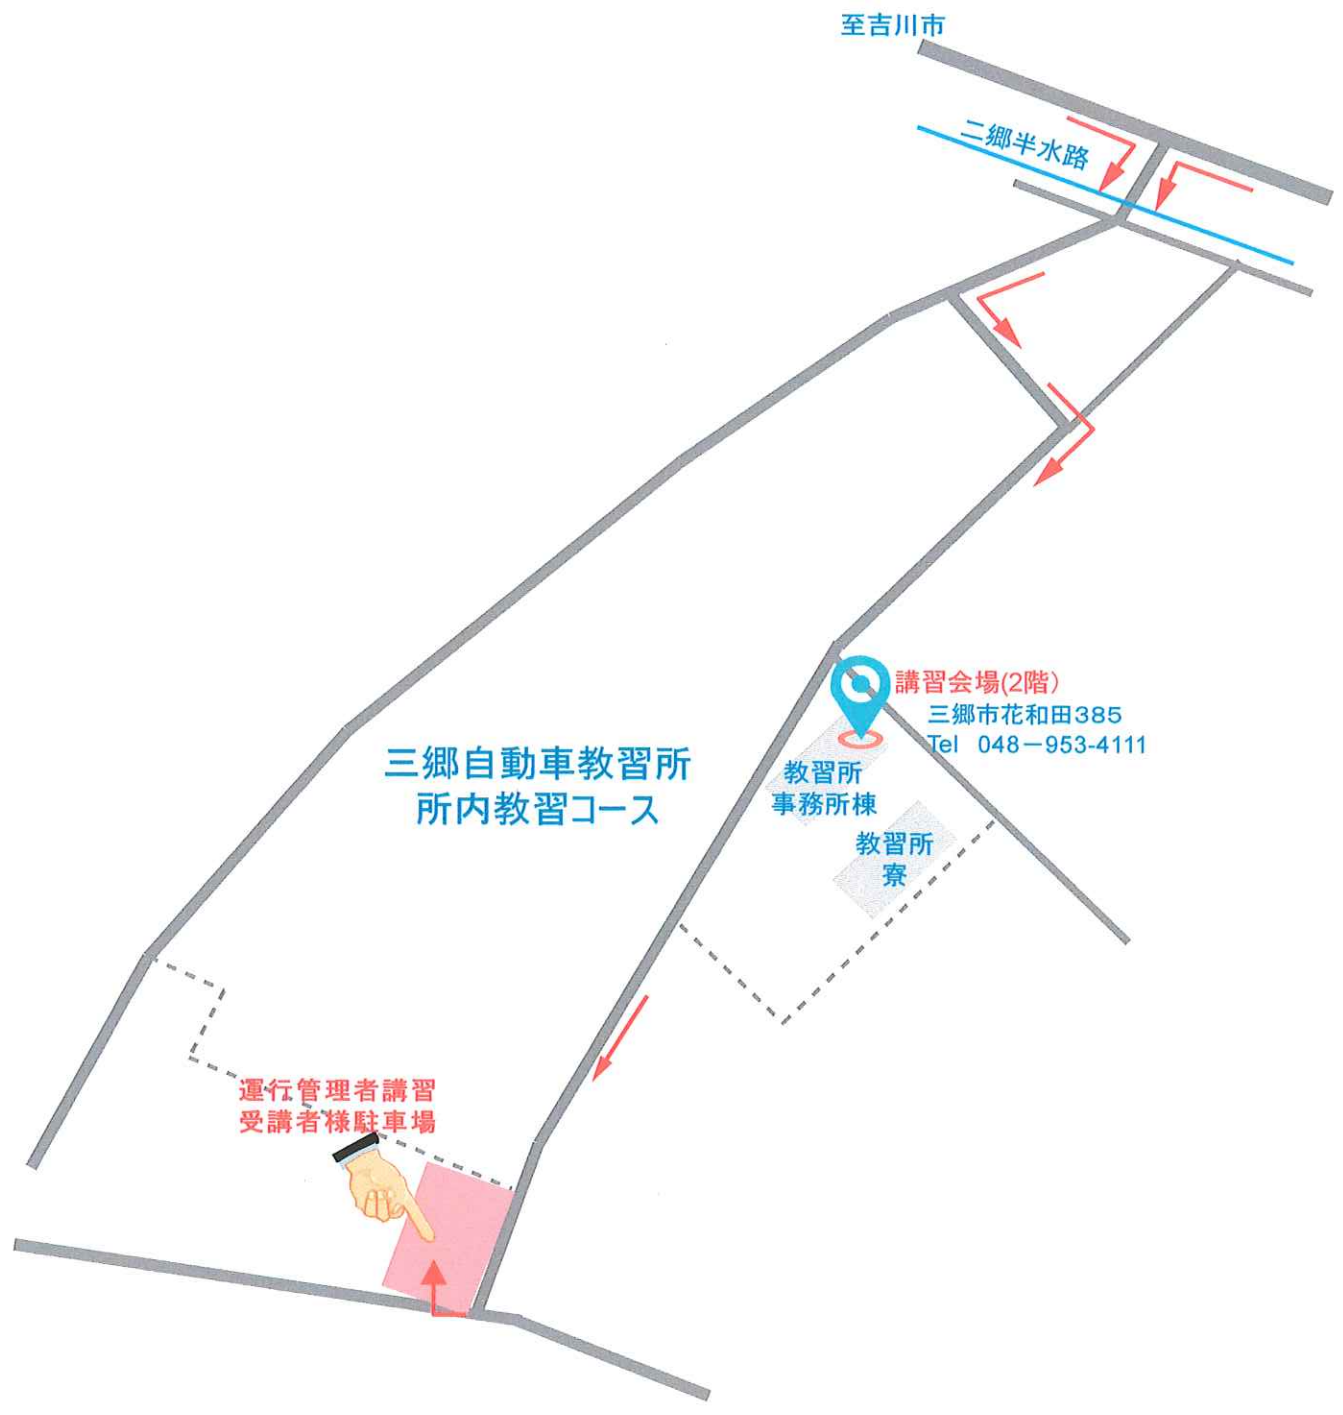 至吉川市
二郷半水路
講習会場(2階)
三郷市花和田385
Tel 048-953-4111
三郷自動車教習所
所内教習コース
教習所
事務所棟
教習所
寮
運行管理者講習
受講者様駐車場